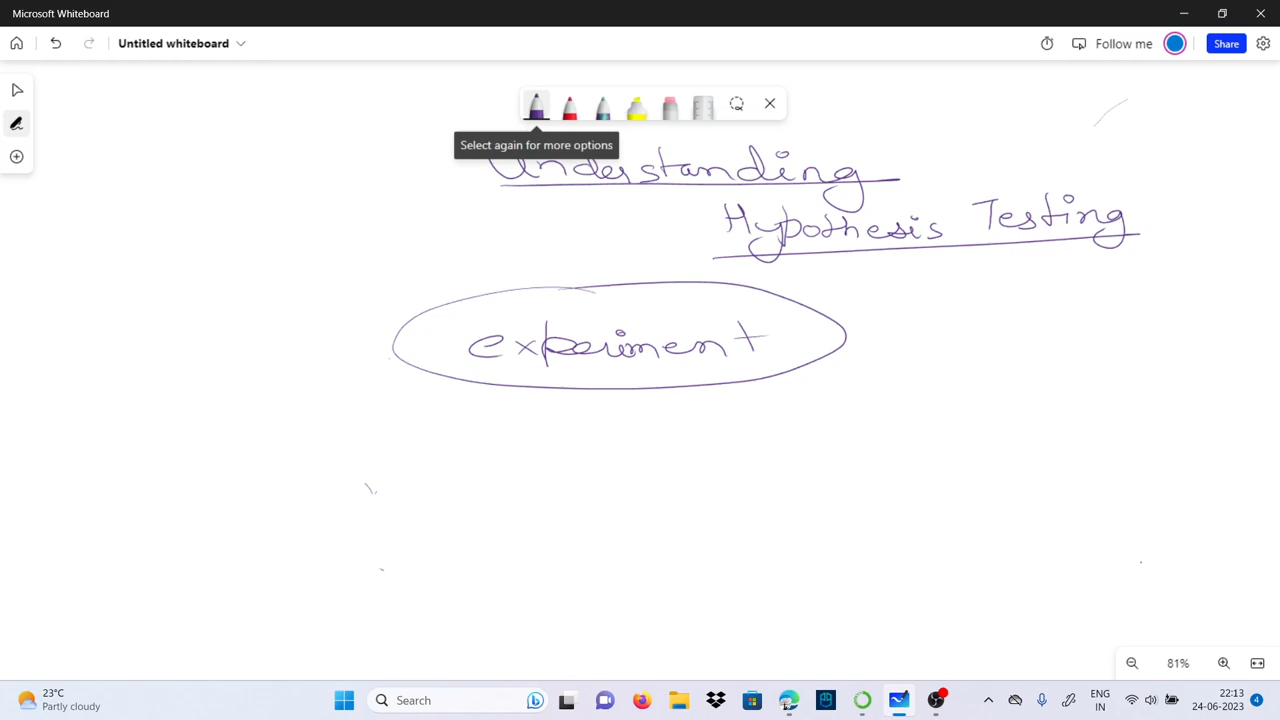 Microsoft Whiteboard
Untitled whiteboard
Follow me
Share
Select again for more options
Understanding
Hypothesis Testing
experiment
81%
23°C
Partly cloudy
Search
ENG
IN
22:13
24-06-2023
4